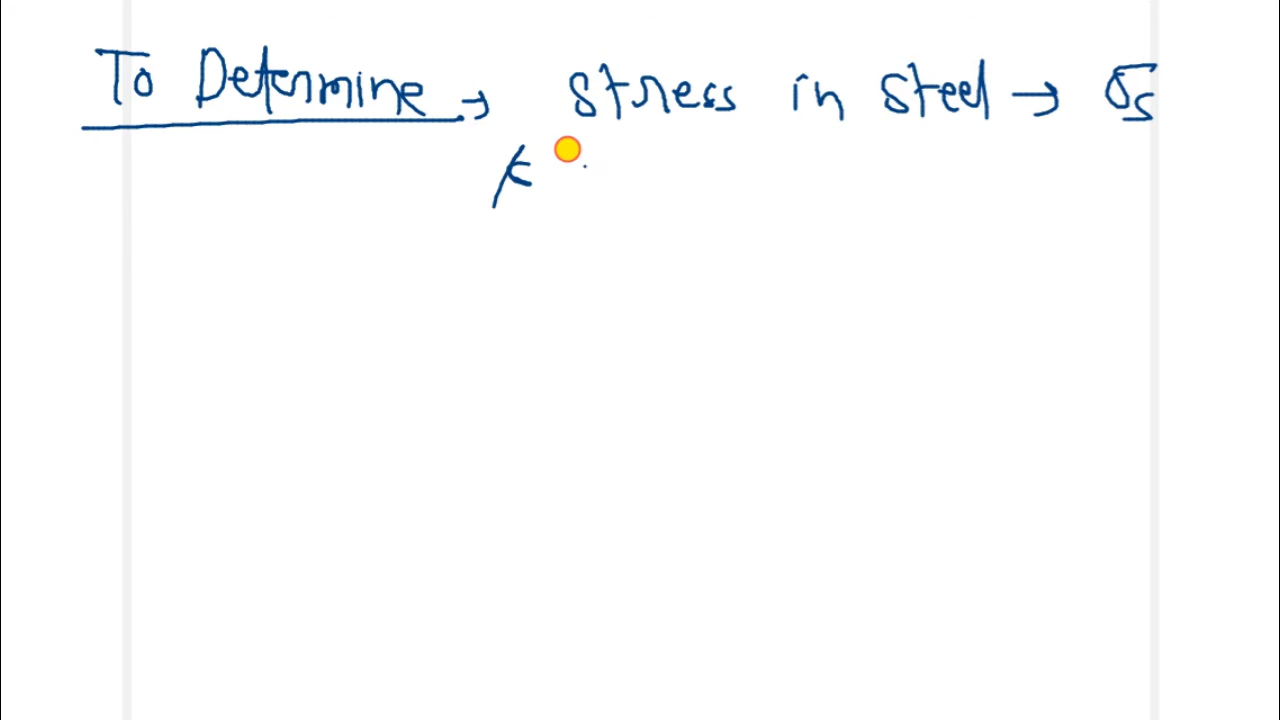 To Determine → Stress in Steel → σs